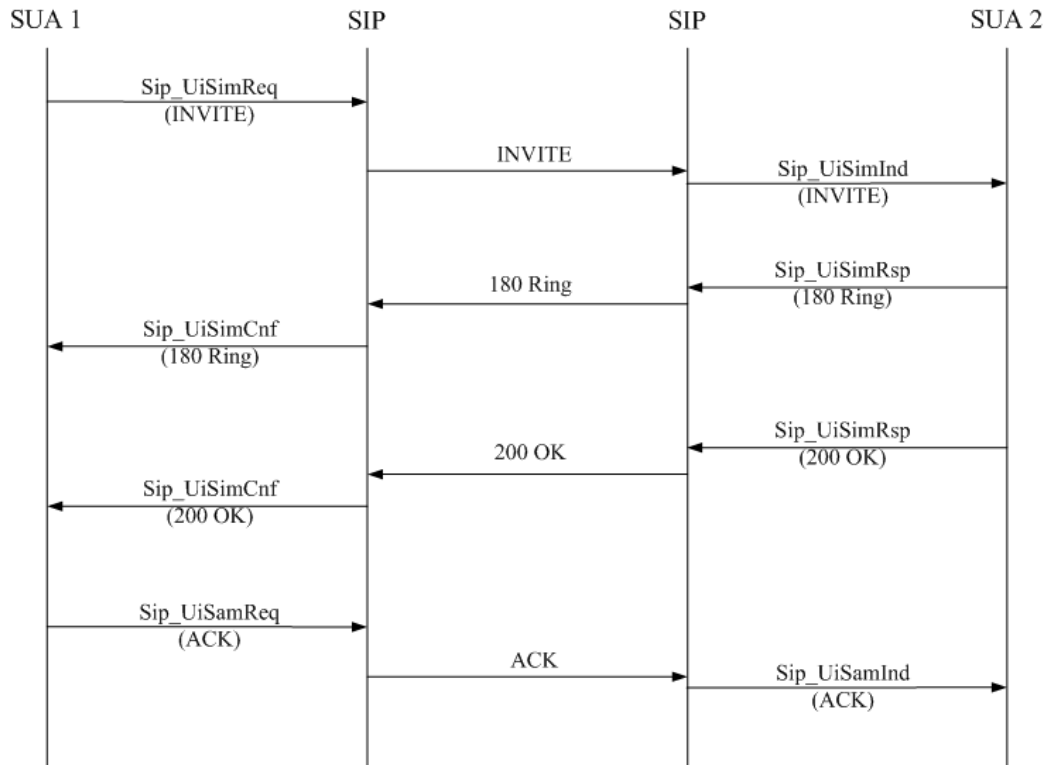 SUA 1
SIP
SIP
SUA 2
Sip_UiSimReq
(INVITE)
INVITE
Sip_UiSimInd
(INVITE)
Sip_UiSimRsp
(180 Ring)
180 Ring
Sip_UiSimCnf
(180 Ring)
Sip_UiSimRsp
(200 OK)
200 OK
Sip_UiSimCnf
(200 OK)
Sip_UiSamReq
(ACK)
ACK
Sip_UiSamInd
(ACK)